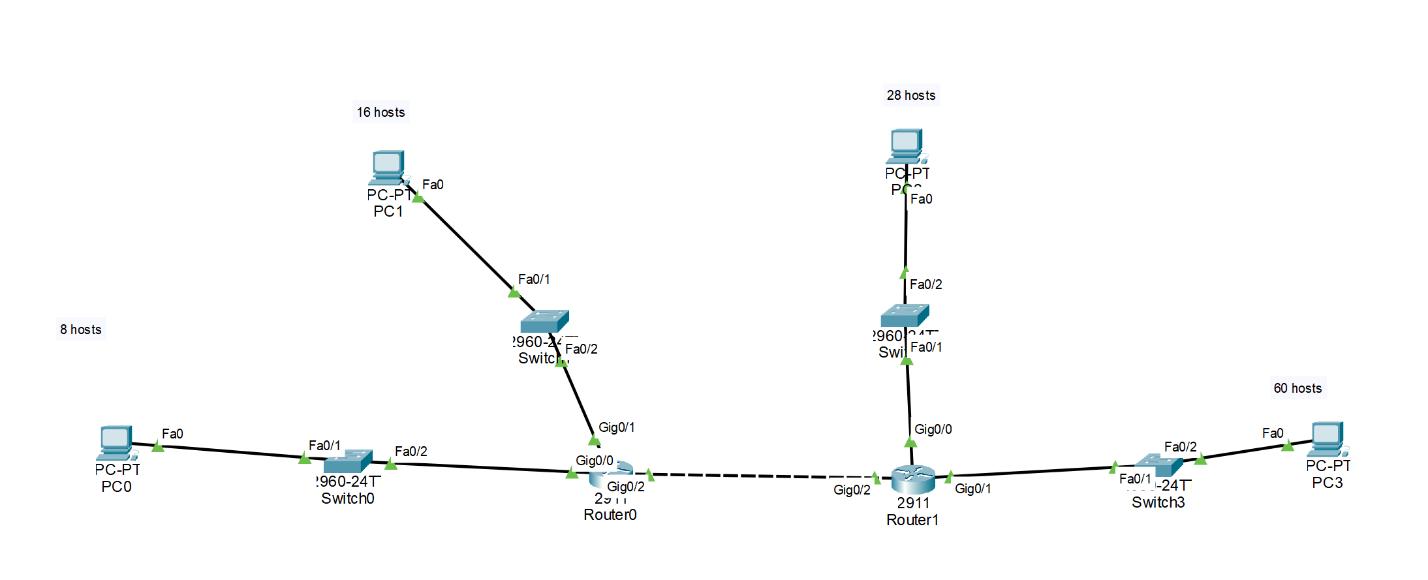 28 hosts
16 hosts
PC-PT
PC1
Fa0
PC-PT
Fa0
Fa0/1
Fa0/2
8 hosts
Fa0/2
Fa0/1
60 hosts
Gig0/1
Gig0/0
Fa0
Fa0/1
Fa0/2
Gig0/0
Gig0/2
Gig0/2
Gig0/1
Fa0/2
Fa0
Fa0/1
PC-PT
PC0
Switch0
Router0
2911
Router1
Switch3
PC-PT
PC3